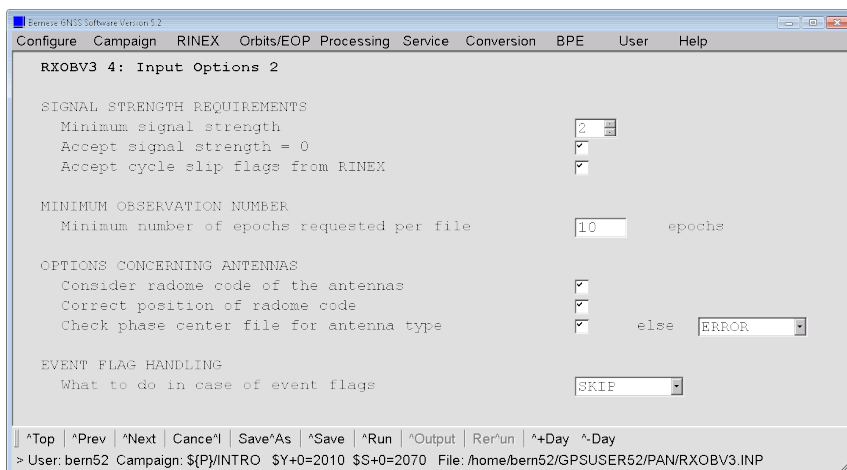 Bernese GNSS Software Version 5.2
Configure Campaign RINEX Orbits/EOP Processing Service Conversion BPE User Help
RXOBV3 4: Input Options 2
SIGNAL STRENGTH REQUIREMENTS
Minimum signal strength 2
Accept signal strength = 0
Accept cycle slip flags from RINEX
MINIMUM OBSERVATION NUMBER
Minimum number of epochs requested per file 10 epochs
OPTIONS CONCERNING ANTENNAS
Consider radome code of the antennas
Correct position of radome code
Check phase center file for antenna type else ERROR
EVENT FLAG HANDLING
What to do in case of event flags SKIP
^Top | ^Prev | ^Next | Cance^l | Save^As | ^Save | ^Run | ^Output | Rer^un | ^+Day ^-Day
> User: bern52 Campaign: ${P}/INTRO $Y+0=2010 $S+0=2070 File: /home/bern52/GPSUSER52/PAN/RXOBV3.INP